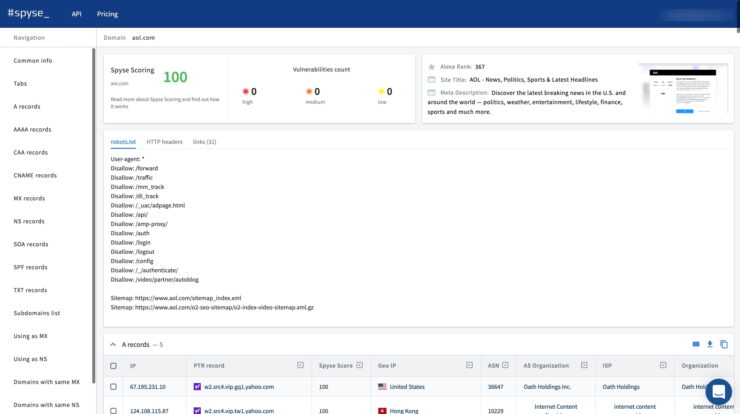 #spyse_
API
Pricing
Navigation
Domain aol.com
Common info
Tabs
A records
AAAA records
CAA records
CNAME records
MX records
NS records
SOA records
SPF records
TXT records
Subdomains list
Using as MX
Using as NS
Domains with same MX
Domains with same NS
Spyse Scoring
aol.com
100
Read more about Spyse Scoring and find out how
it works
Vulnerabilities count
0
high
0
medium
0
low
Alexa Rank: 367
Site Title: AOL - News, Politics, Sports & Latest Headlines
Meta Description: Discover the latest breaking news in the U.S. and
around the world — politics, weather, entertainment, lifestyle, finance,
sports and much more.
robots.txt
HTTP headers
links (31)
User-agent: *
Disallow: /forward
Disallow: /traffic
Disallow: /mm_track
Disallow: /dl_track
Disallow: /_uac/adpage.html
Disallow: /api/
Disallow: /amp-proxy/
Disallow: /auth
Disallow: /login
Disallow: /logout
Disallow: /config
Disallow: /_/authenticate/
Disallow: /video/partner/autoblog
Sitemap: https://www.aol.com/sitemap_index.xml
Sitemap: https://www.aol.com/o2-seo-sitemap/o2-index-video-sitemap.xml.gz
A records — 5
IP PTR record Spyse Score Geo IP ASN AS Organization ISP Organization
67.195.231.10 w2.src4.vip.gq1.yahoo.com 100 United States 36647 Oath Holdings Inc. Oath Holdings Oath Hol
124.108.115.87 w2.src4.vip.tw1.yahoo.com 100 Hong Kong 10229 Internet Content Internet content Internet content